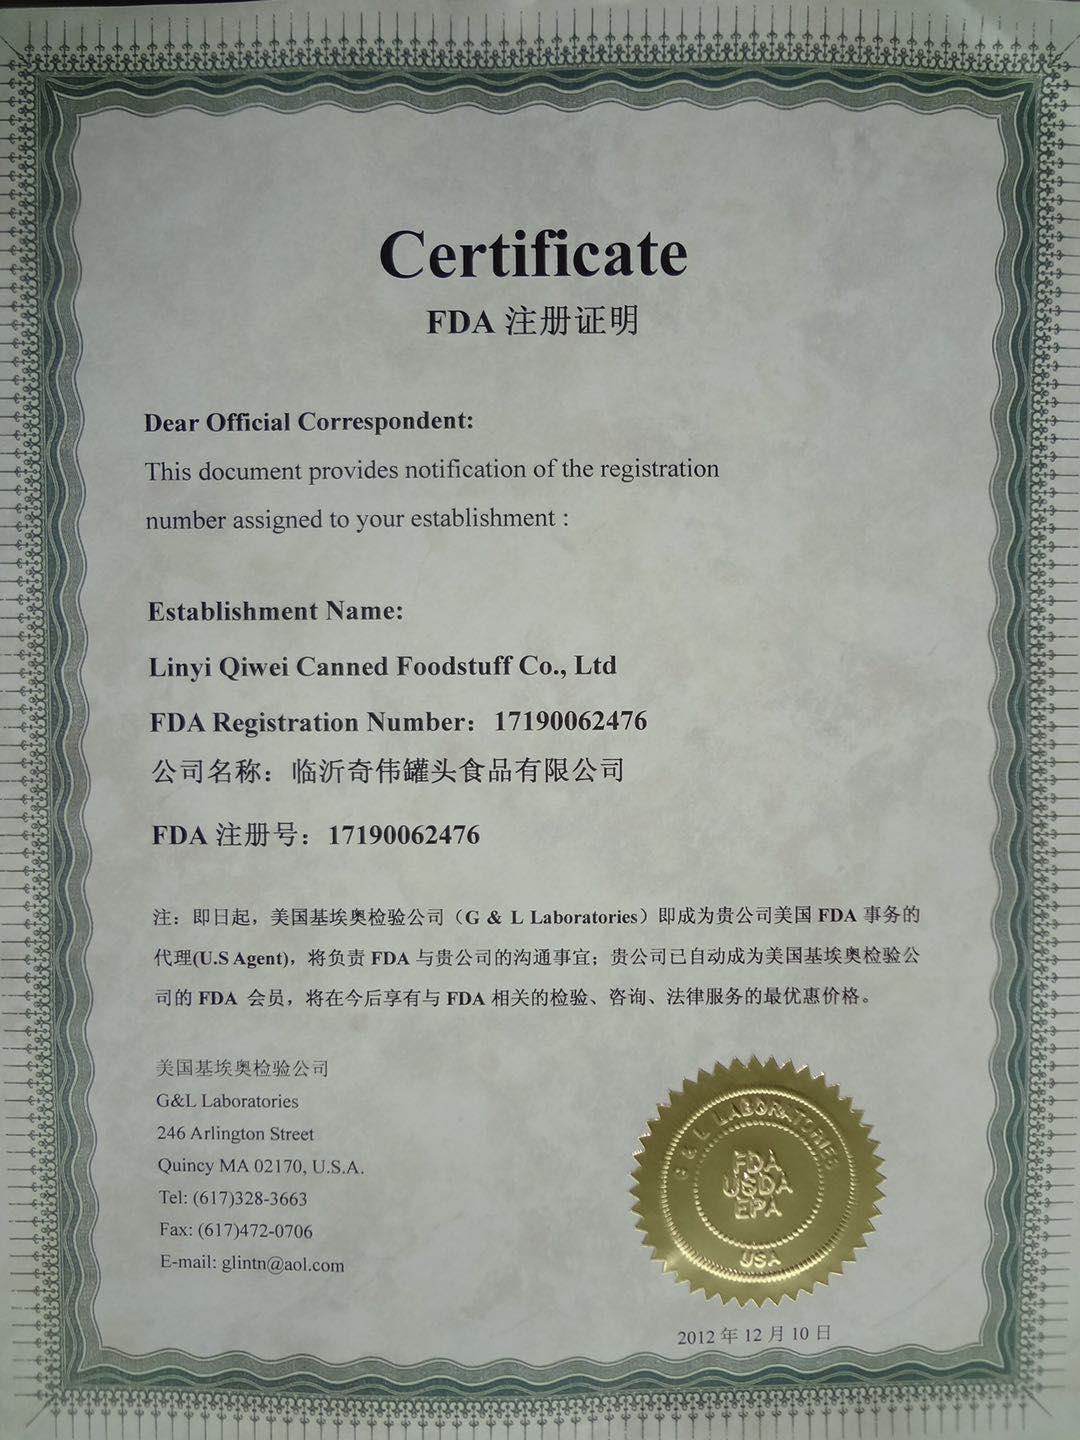 Certificate
FDA 注册证明
Dear Official Correspondent:
This document provides notification of the registration
number assigned to your establishment :
Establishment Name:
Linyi Qiwei Canned Foodstuff Co., Ltd
FDA Registration Number：17190062476
公司名称：临沂奇伟罐头食品有限公司
FDA 注册号：17190062476
注：即日起，美国基埃奥检验公司（G & L Laboratories）即成为贵公司美国 FDA 事务的
代理(U.S Agent)，将负责 FDA 与贵公司的沟通事宜；贵公司已自动成为美国基埃奥检验公
司的 FDA 会员，将在今后享有与 FDA 相关的检验、咨询、法律服务的最优惠价格。
美国基埃奥检验公司
G&L Laboratories
246 Arlington Street
Quincy MA 02170, U.S.A.
Tel: (617)328-3663
Fax: (617)472-0706
E-mail: glintn@aol.com
G & L LABORATORIES
FDA
USDA
EPA
USA
2012 年 12 月 10 日